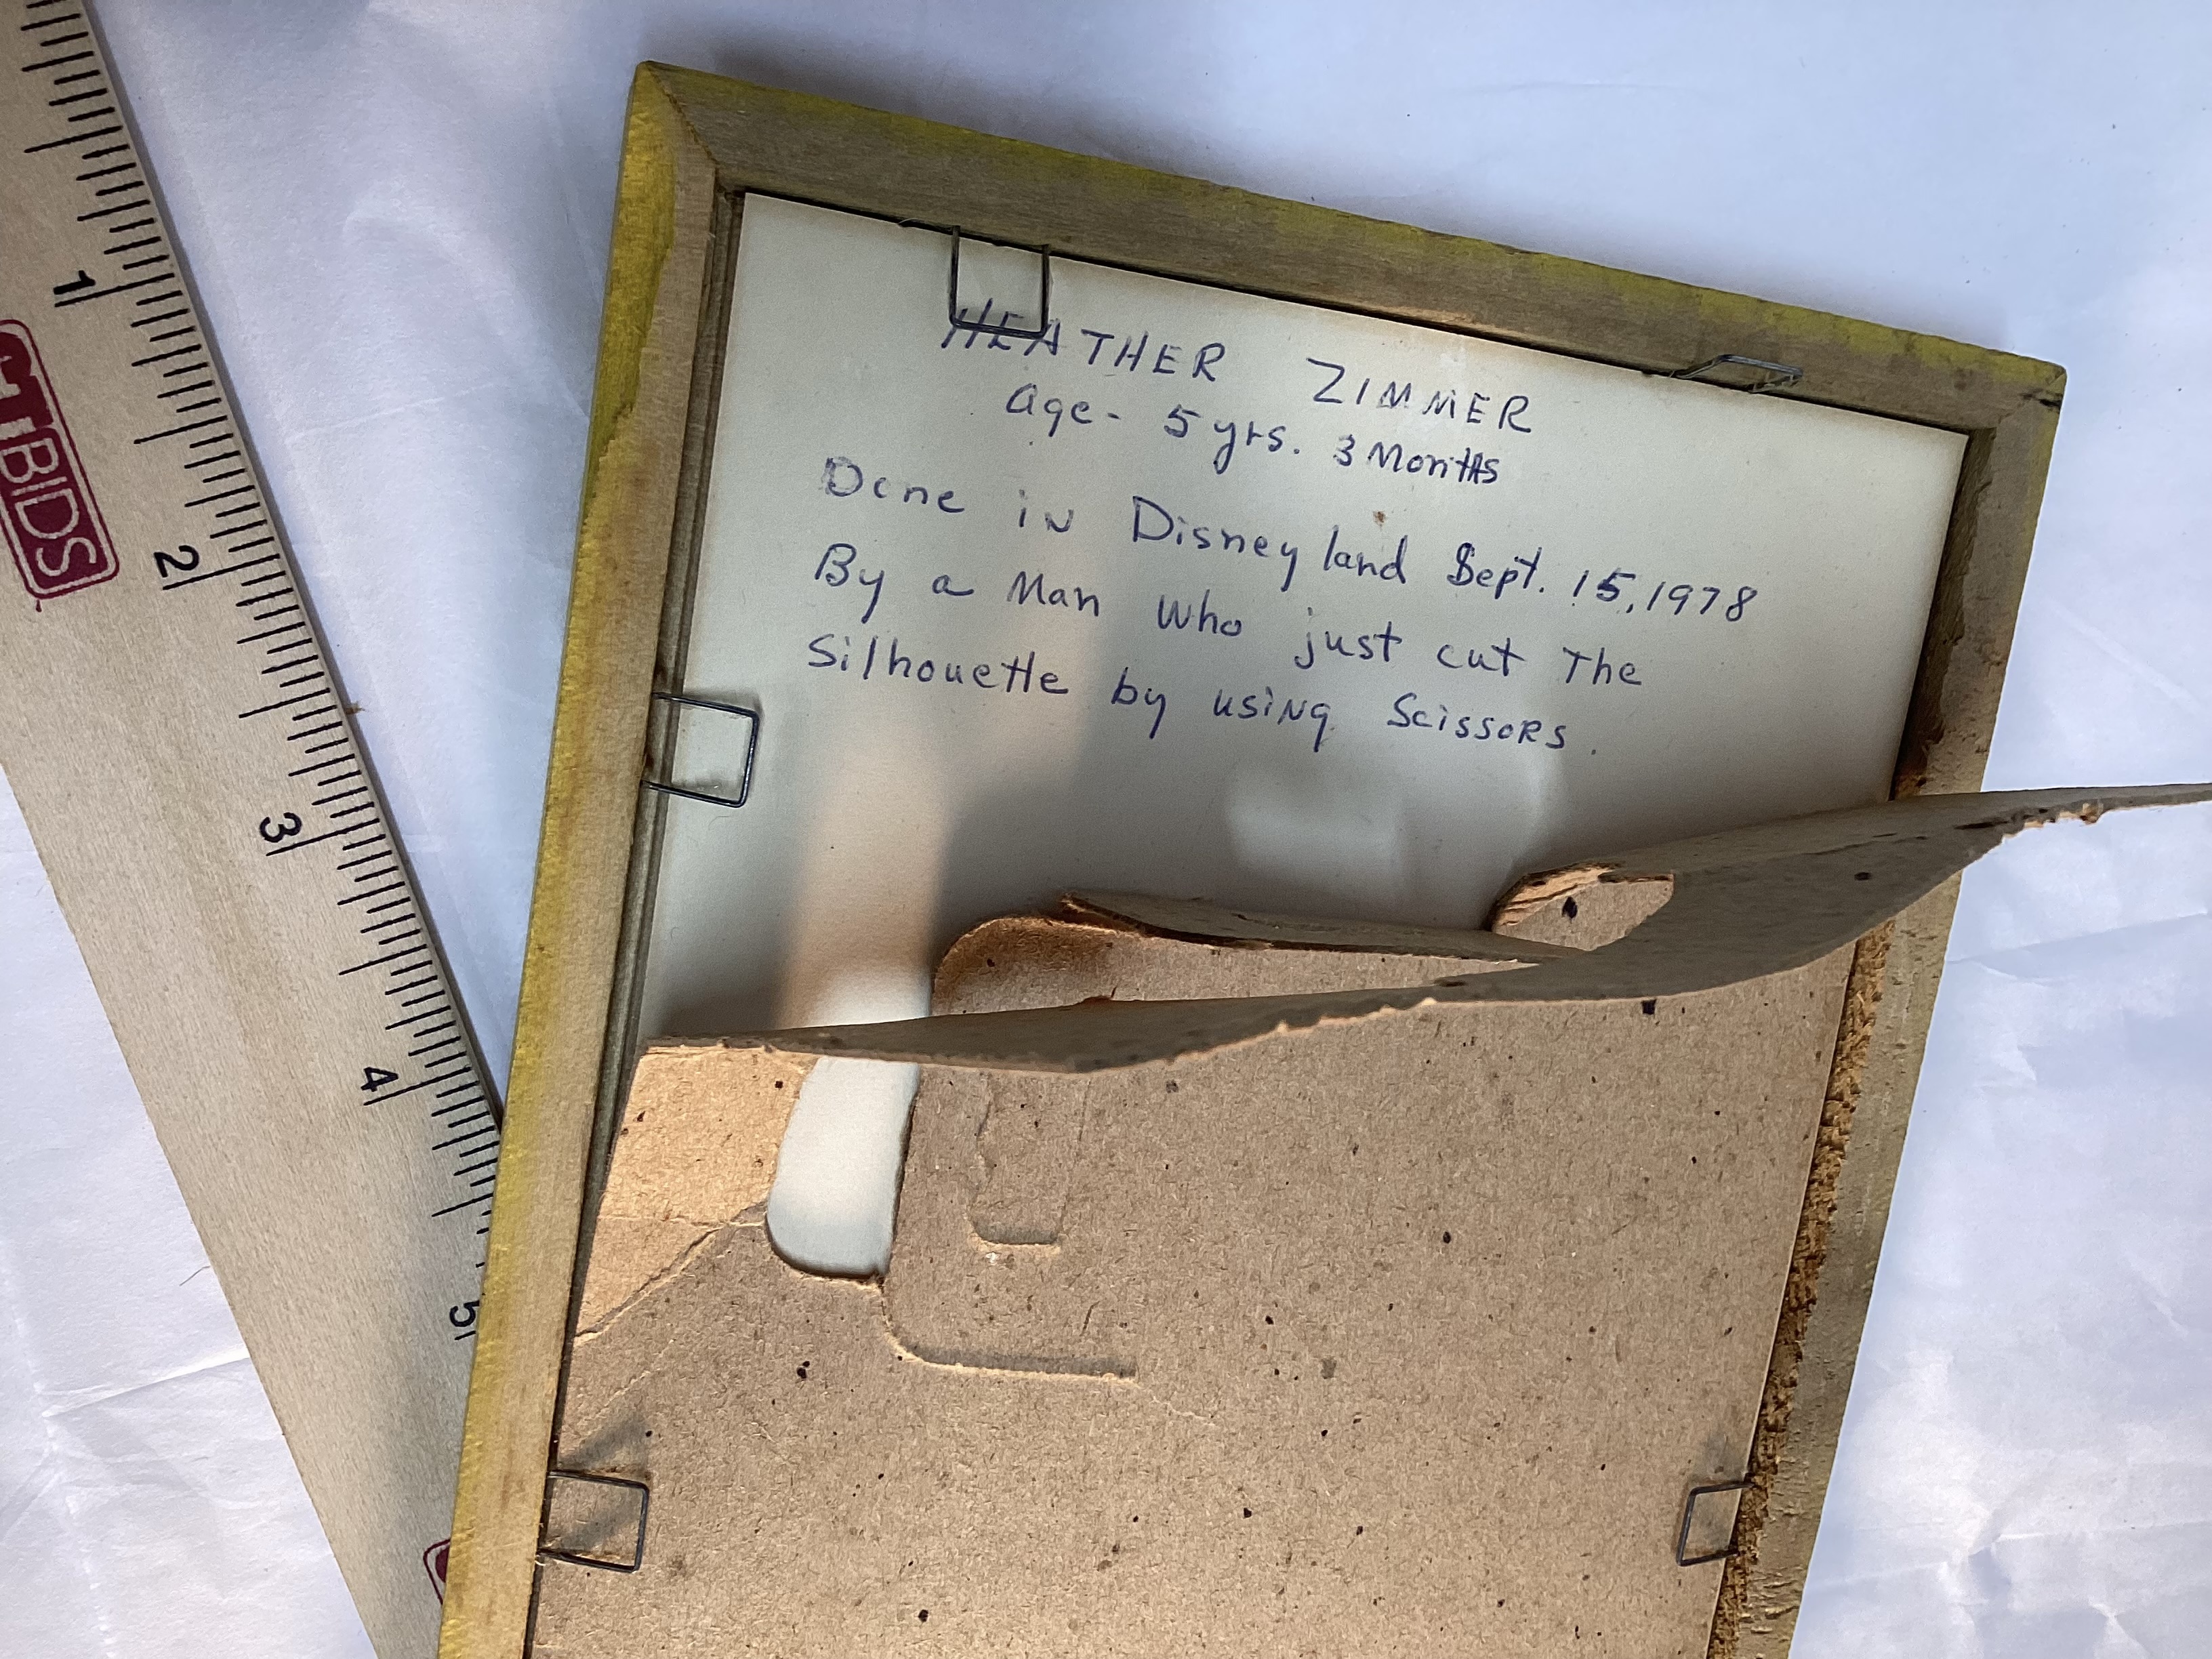 HEATHER ZIMMER
Age - 5 yrs. 3 Months
Done in Disneyland Sept. 15, 1978
By a Man Who just cut The
Silhouette by using Scissors.
1
BIDS
2
3
4
5